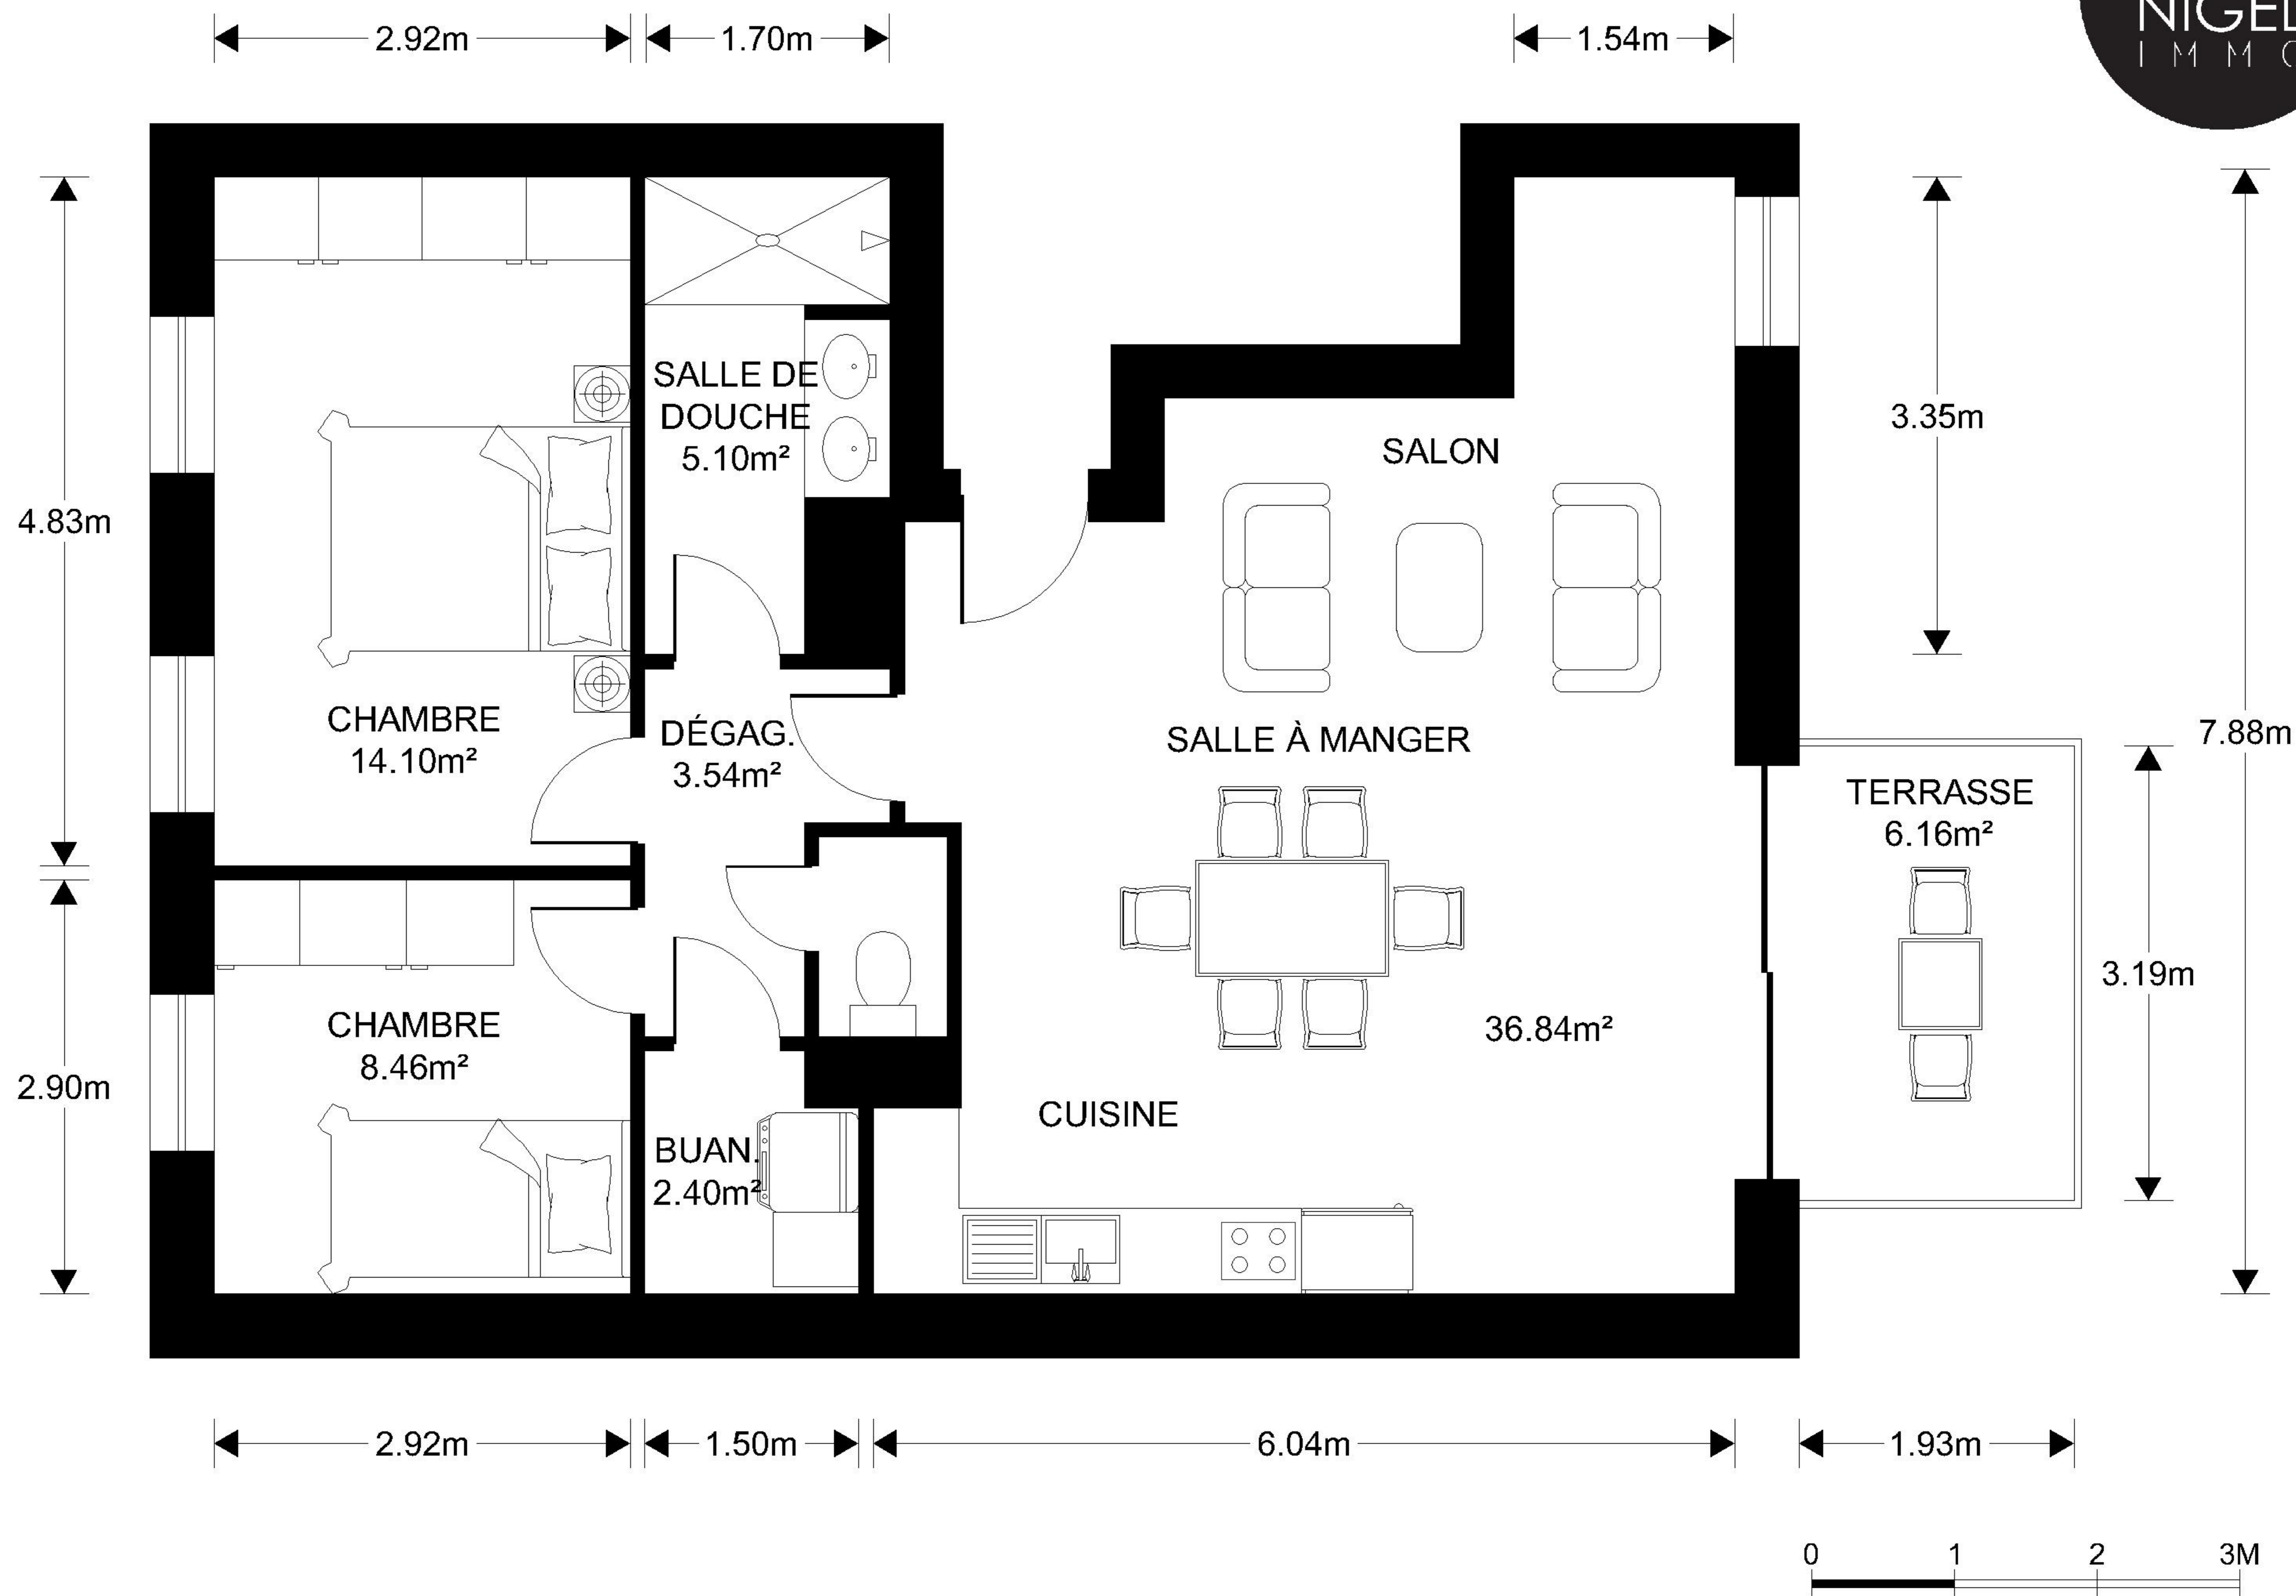 2.92m
1.70m
1.54m
4.83m
SALLE DE
DOUCHE
5.10m²
SALON
3.35m
CHAMBRE
14.10m²
DÉGAG.
3.54m²
SALLE À MANGER
7.88m
TERRASSE
6.16m²
3.19m
CHAMBRE
8.46m²
2.90m
36.84m²
CUISINE
BUAN.
2.40m²
2.92m
1.50m
6.04m
1.93m
0 1 2 3M